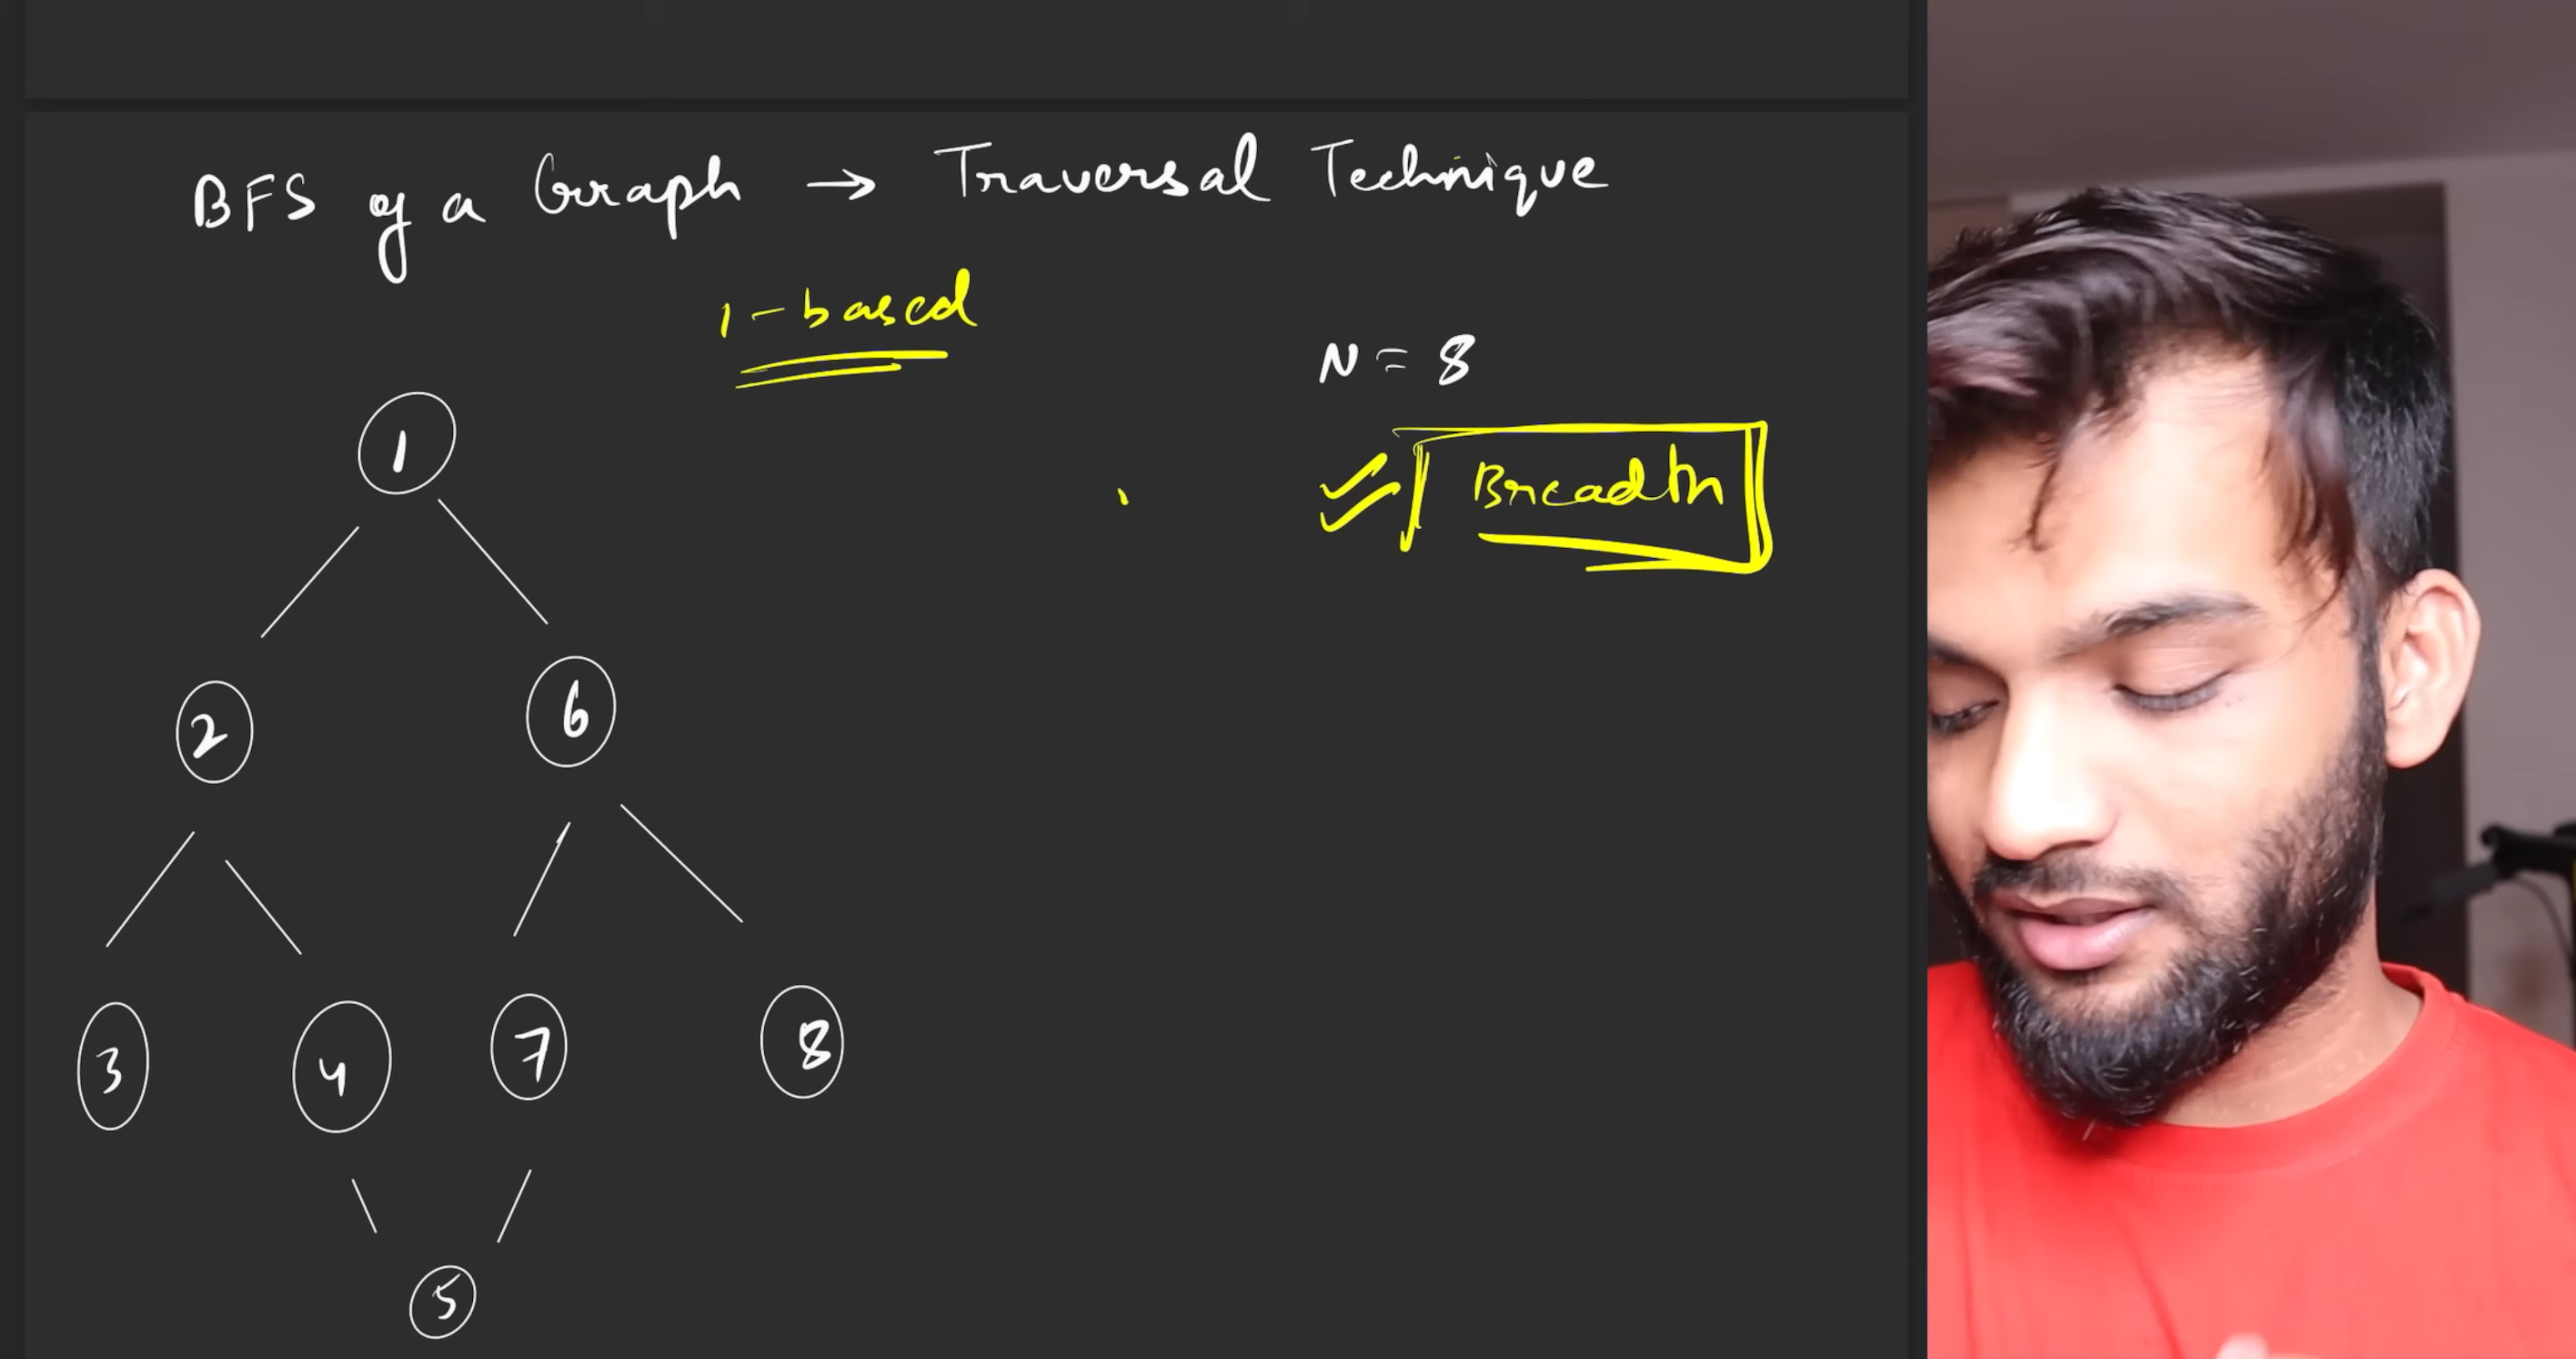 BFS of a Graph → Traversal Technique
1-based
N = 8
Breadth
1
2 6
3 4 7 8
5